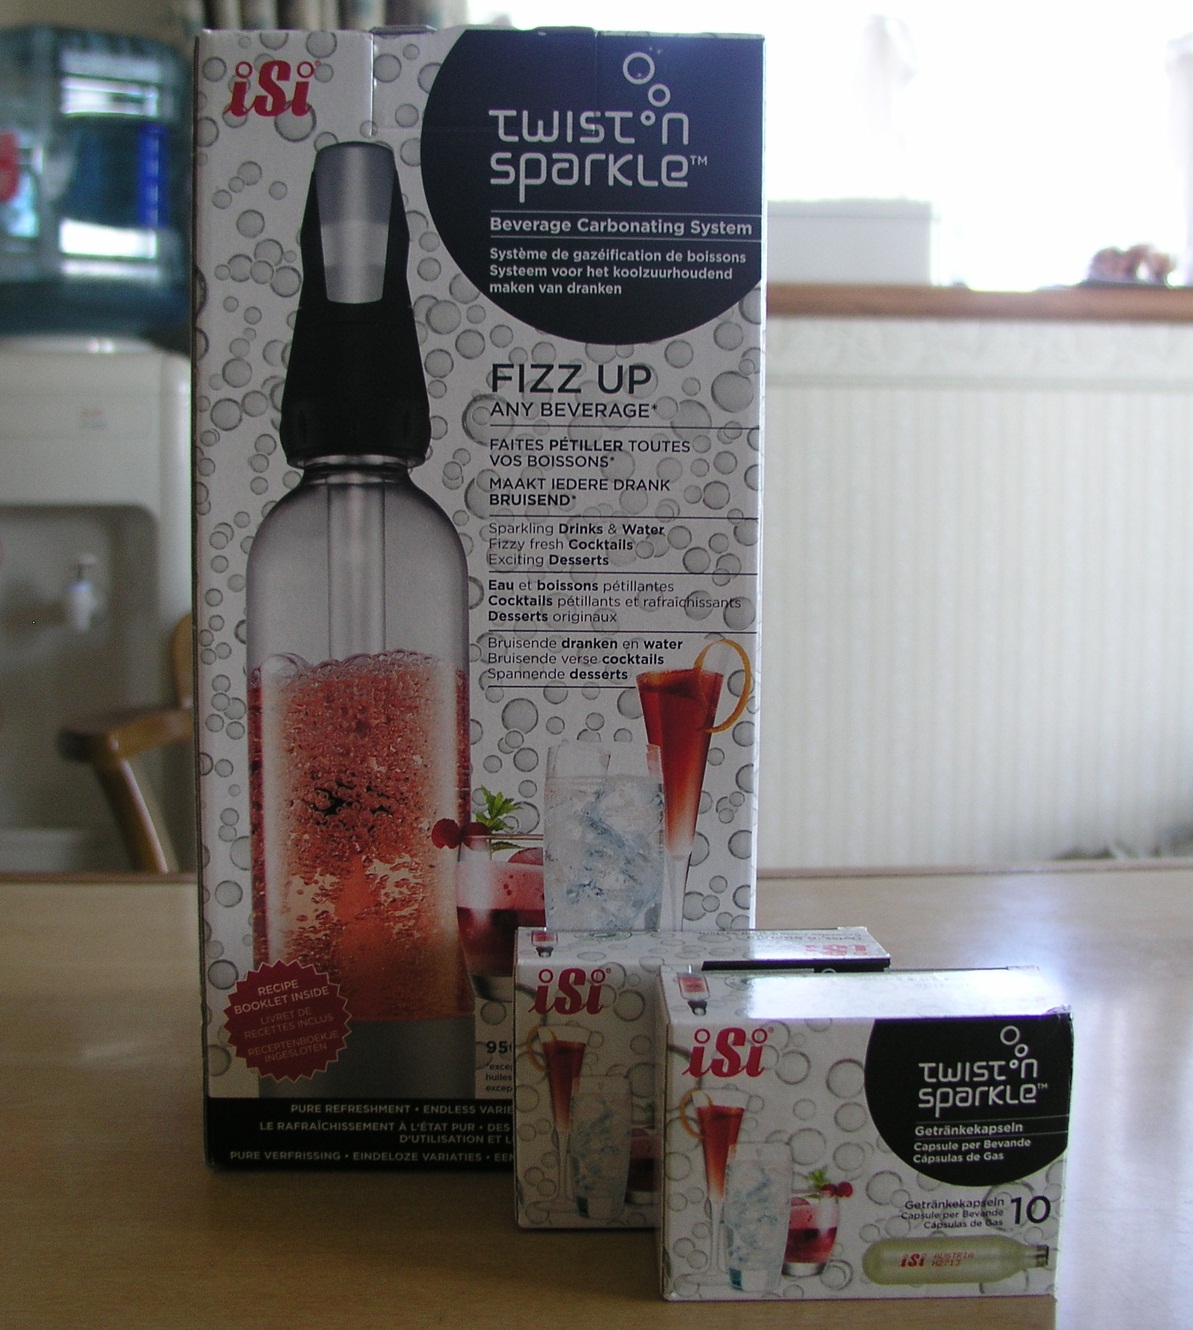 iSi
TWIST'N
SPARKLE™
Beverage Carbonating System
Système de gazéification de boissons
Systeem voor het koolzuurhoudend
maken van dranken
FIZZ UP
ANY BEVERAGE*
FAITES PÉTILLER TOUTES
VOS BOISSONS*
MAAKT IEDERE DRANK
BRUISEND*
Sparkling Drinks & Water
Fizzy fresh Cocktails
Exciting Desserts
Eau et boissons pétillantes
Cocktails pétillants et rafraîchissants
Desserts originaux
Bruisende dranken en water
Bruisende verse cocktails
Spannende desserts
RECIPE
BOOKLET INSIDE
LIVRET DE
RECETTES INCLUS
RECEPTENBOEKJE
INGESLOTEN
PURE REFRESHMENT • ENDLESS VARIE
LE RAFRAÎCHISSEMENT À L'ÉTAT PUR • DES
D'UTILISATION ET
PURE VERFRISSING • EINDELOZE VARIATIES • EEN
iSi
iSi
TWIST'N
SPARKLE™
Getränkekapseln
Capsule per Bevande
Cápsulas de Gas
Getränkekapseln
Capsule per Bevande
Cápsulas de Gas
10
iSi AUSTRIA